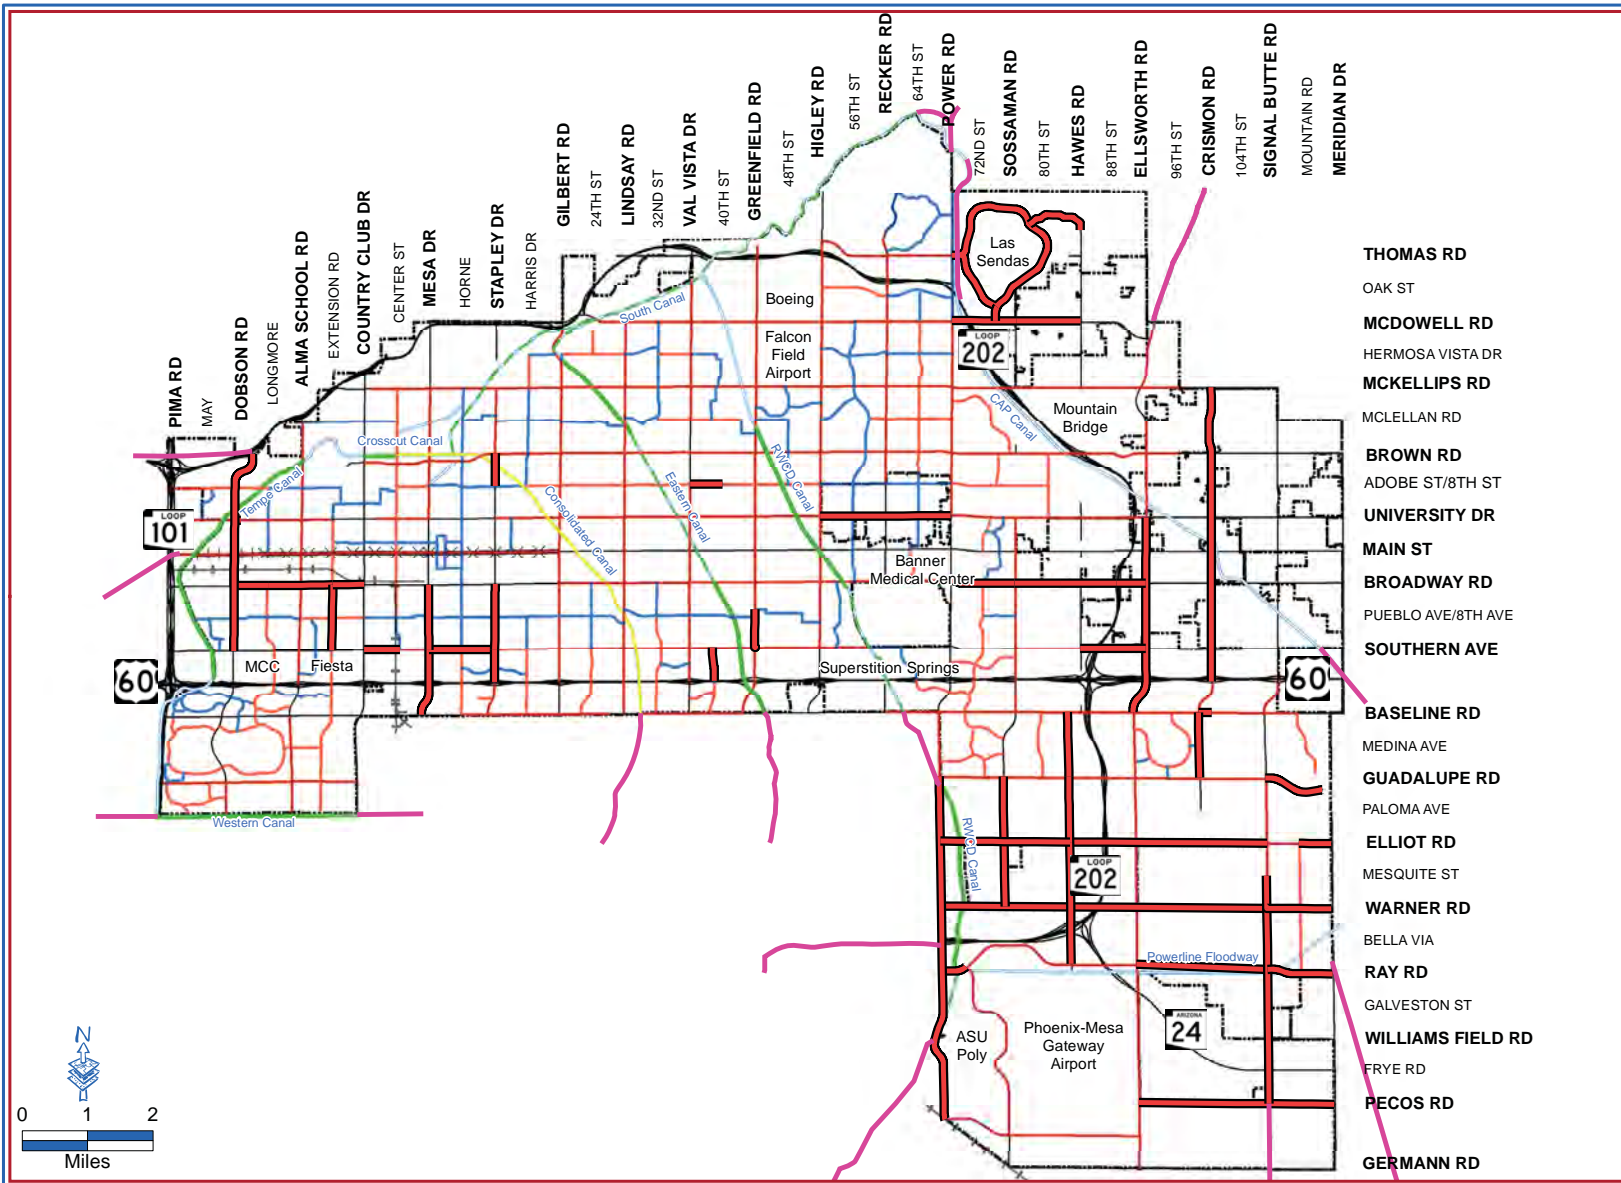 PIMA RD
MAY
DOBSON RD
LONGMORE
ALMA SCHOOL RD
EXTENSION RD
COUNTRY CLUB DR
CENTER ST
MESA DR
HORNE
STAPLEY DR
HARRIS DR
GILBERT RD
24TH ST
LINDSAY RD
32ND ST
VAL VISTA DR
40TH ST
GREENFIELD RD
48TH ST
HIGLEY RD
56TH ST
RECKER RD
64TH ST
POWER RD
72ND ST
SOSSAMAN RD
80TH ST
HAWES RD
88TH ST
ELLSWORTH RD
96TH ST
CRISMON RD
104TH ST
SIGNAL BUTTE RD
MOUNTAIN RD
MERIDIAN DR
THOMAS RD
OAK ST
MCDOWELL RD
HERMOSA VISTA DR
MCKELLIPS RD
MCLELLAN RD
BROWN RD
ADOBE ST/8TH ST
UNIVERSITY DR
MAIN ST
BROADWAY RD
PUEBLO AVE/8TH AVE
SOUTHERN AVE
BASELINE RD
MEDINA AVE
GUADALUPE RD
PALOMA AVE
ELLIOT RD
MESQUITE ST
WARNER RD
BELLA VIA
RAY RD
GALVESTON ST
WILLIAMS FIELD RD
FRYE RD
PECOS RD
GERMANN RD
Las
Sendas
Boeing
South Canal
Falcon
Field
Airport
LOOP
202
CAP Canal
Mountain
Bridge
Crosscut Canal
Tempe Canal
Consolidated Canal
Eastern Canal
RWCD Canal
LOOP
101
Banner
Medical Center
MCC
Fiesta
Superstition Springs
60
60
Western Canal
RWCD Canal
LOOP
202
Powerline Floodway
ARIZONA
24
ASU
Poly
Phoenix-Mesa
Gateway
Airport
N
0 1 2
Miles